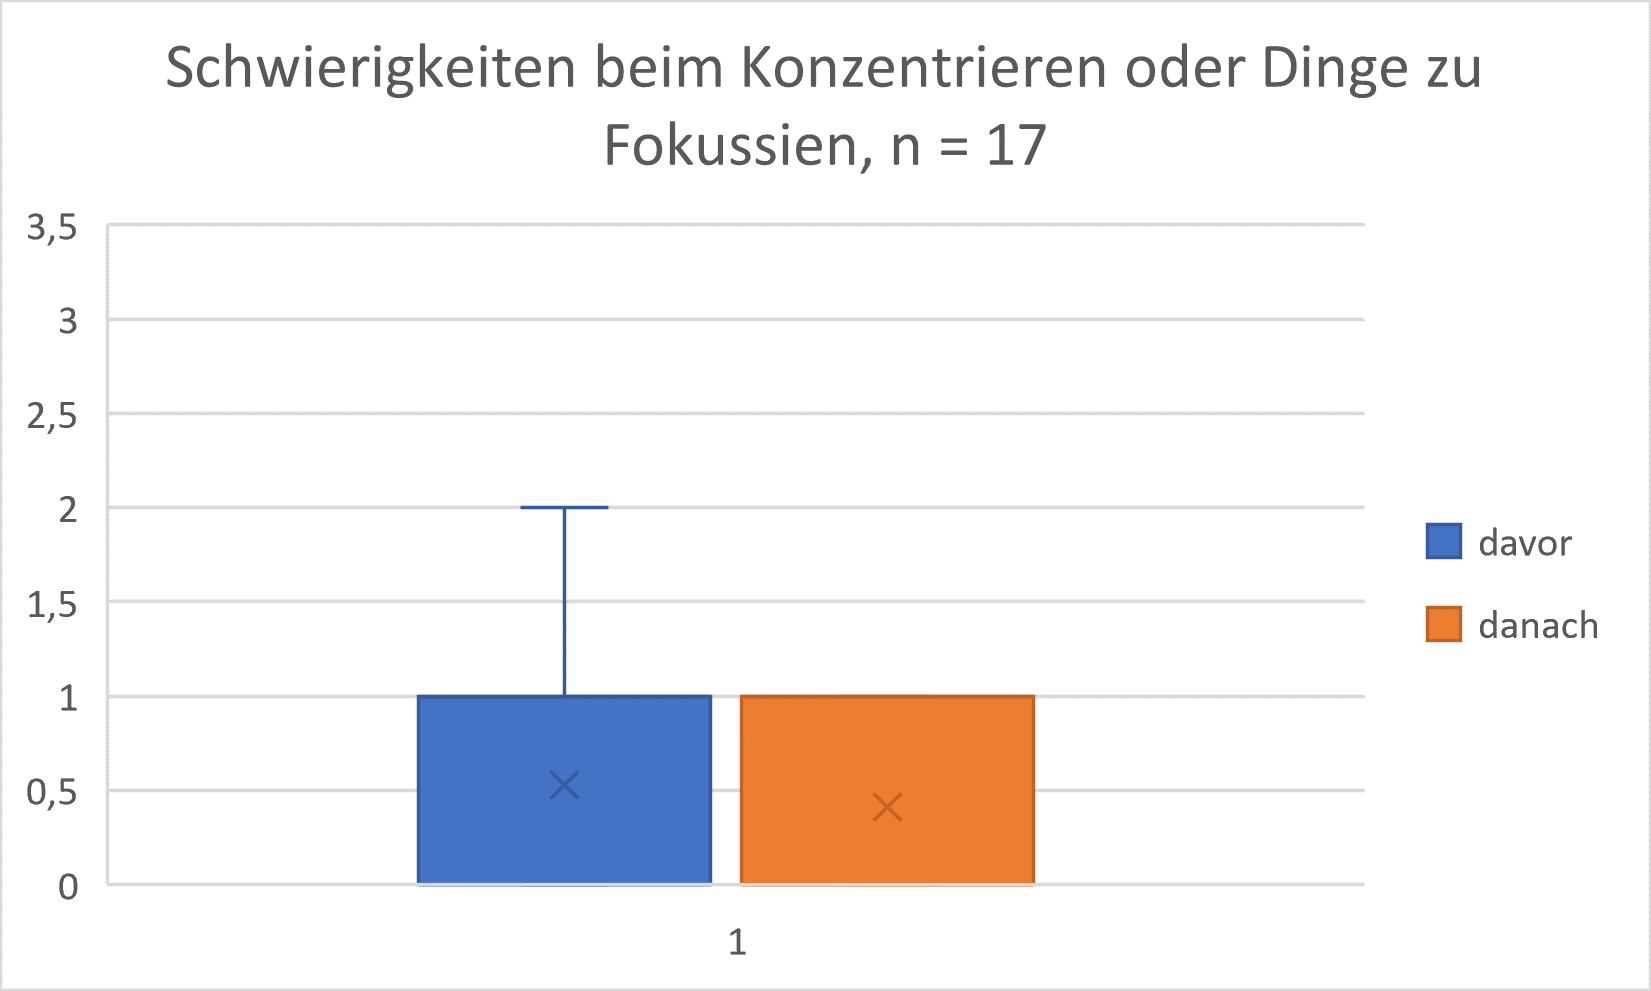 Schwierigkeiten beim Konzentrieren oder Dinge zu
Fokussien, n = 17
3,5
3
2,5
2
1,5
1
0,5
0
1
davor
danach